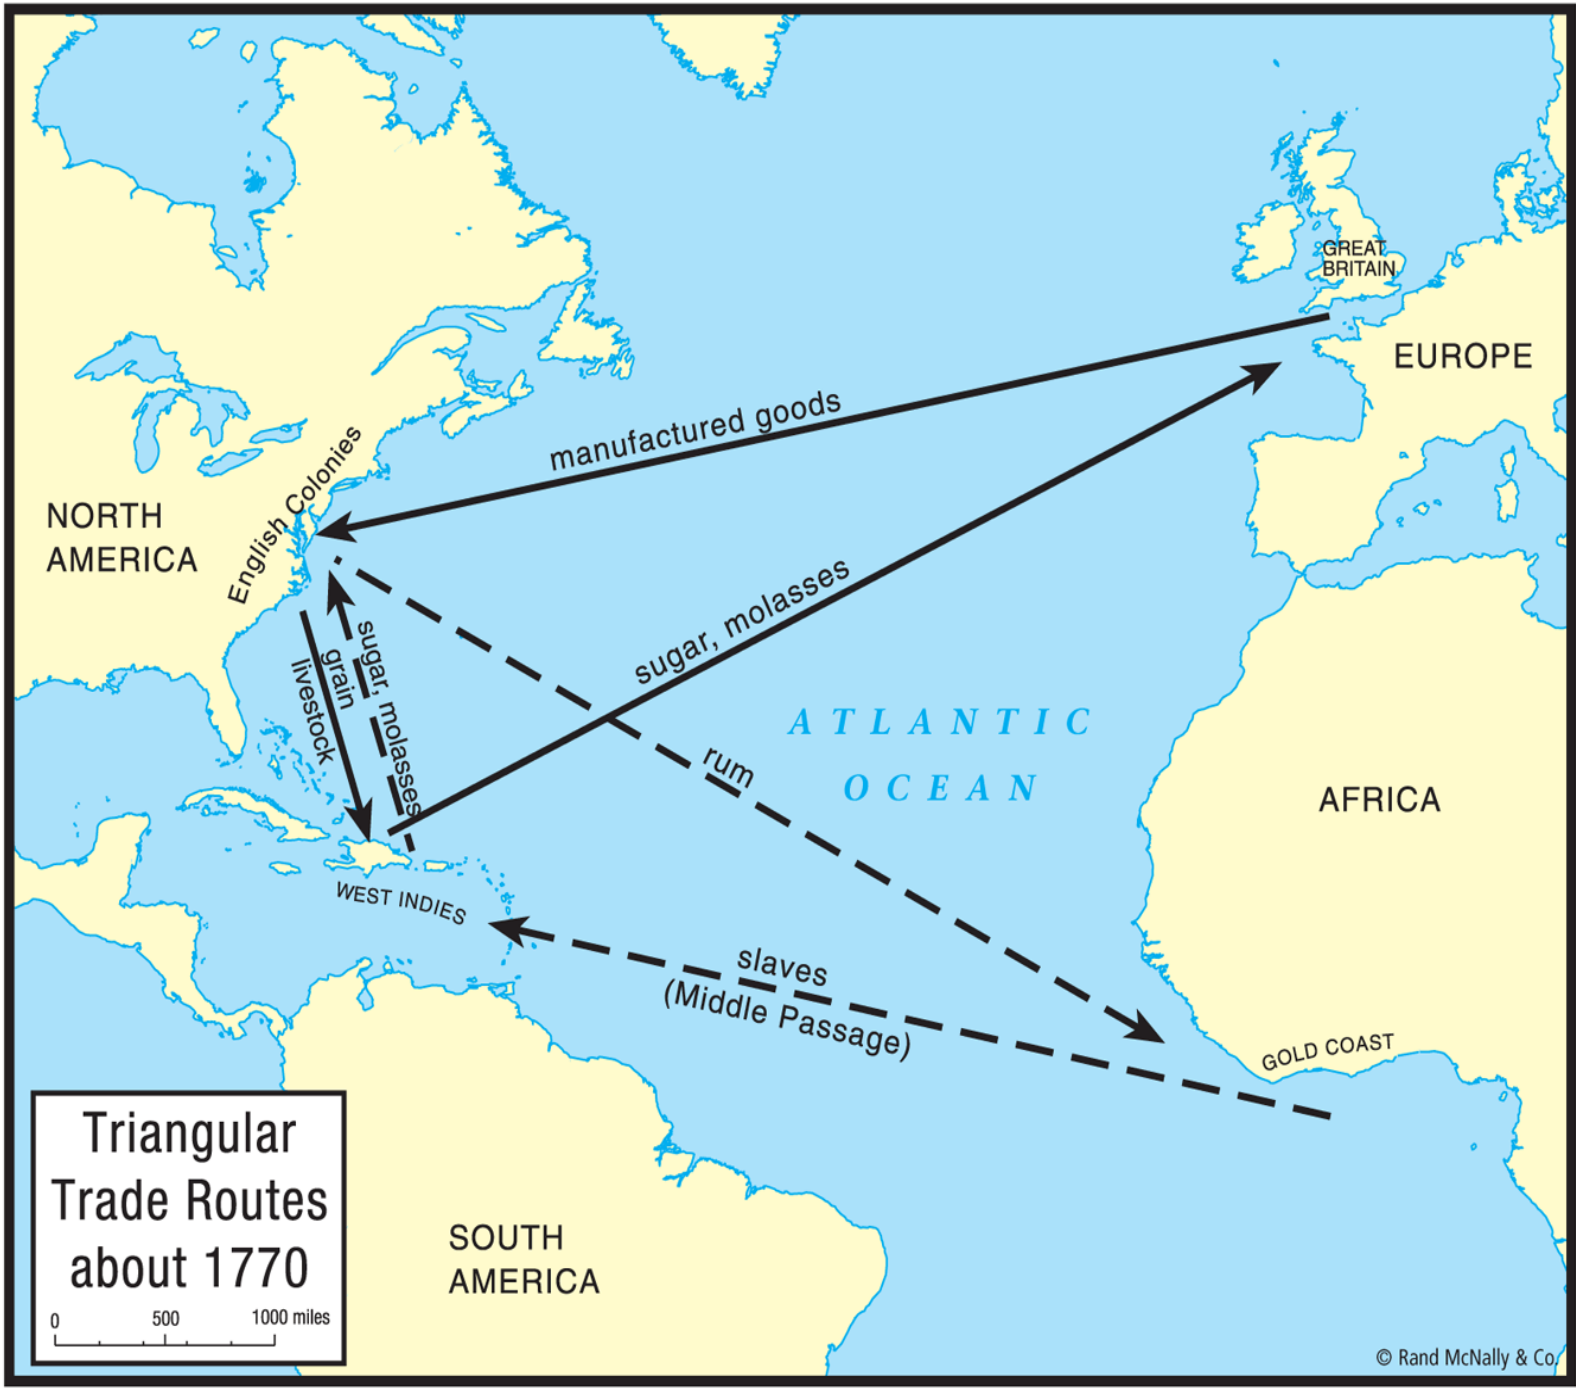 GREAT
BRITAIN
EUROPE
manufactured goods
English Colonies
NORTH
AMERICA
sugar, molasses
sugar, molasses
grain
livestock
rum
ATLANTIC
OCEAN
AFRICA
WEST INDIES
slaves
(Middle Passage)
GOLD COAST
Triangular
Trade Routes
about 1770
0 500 1000 miles
SOUTH
AMERICA
© Rand McNally & Co.